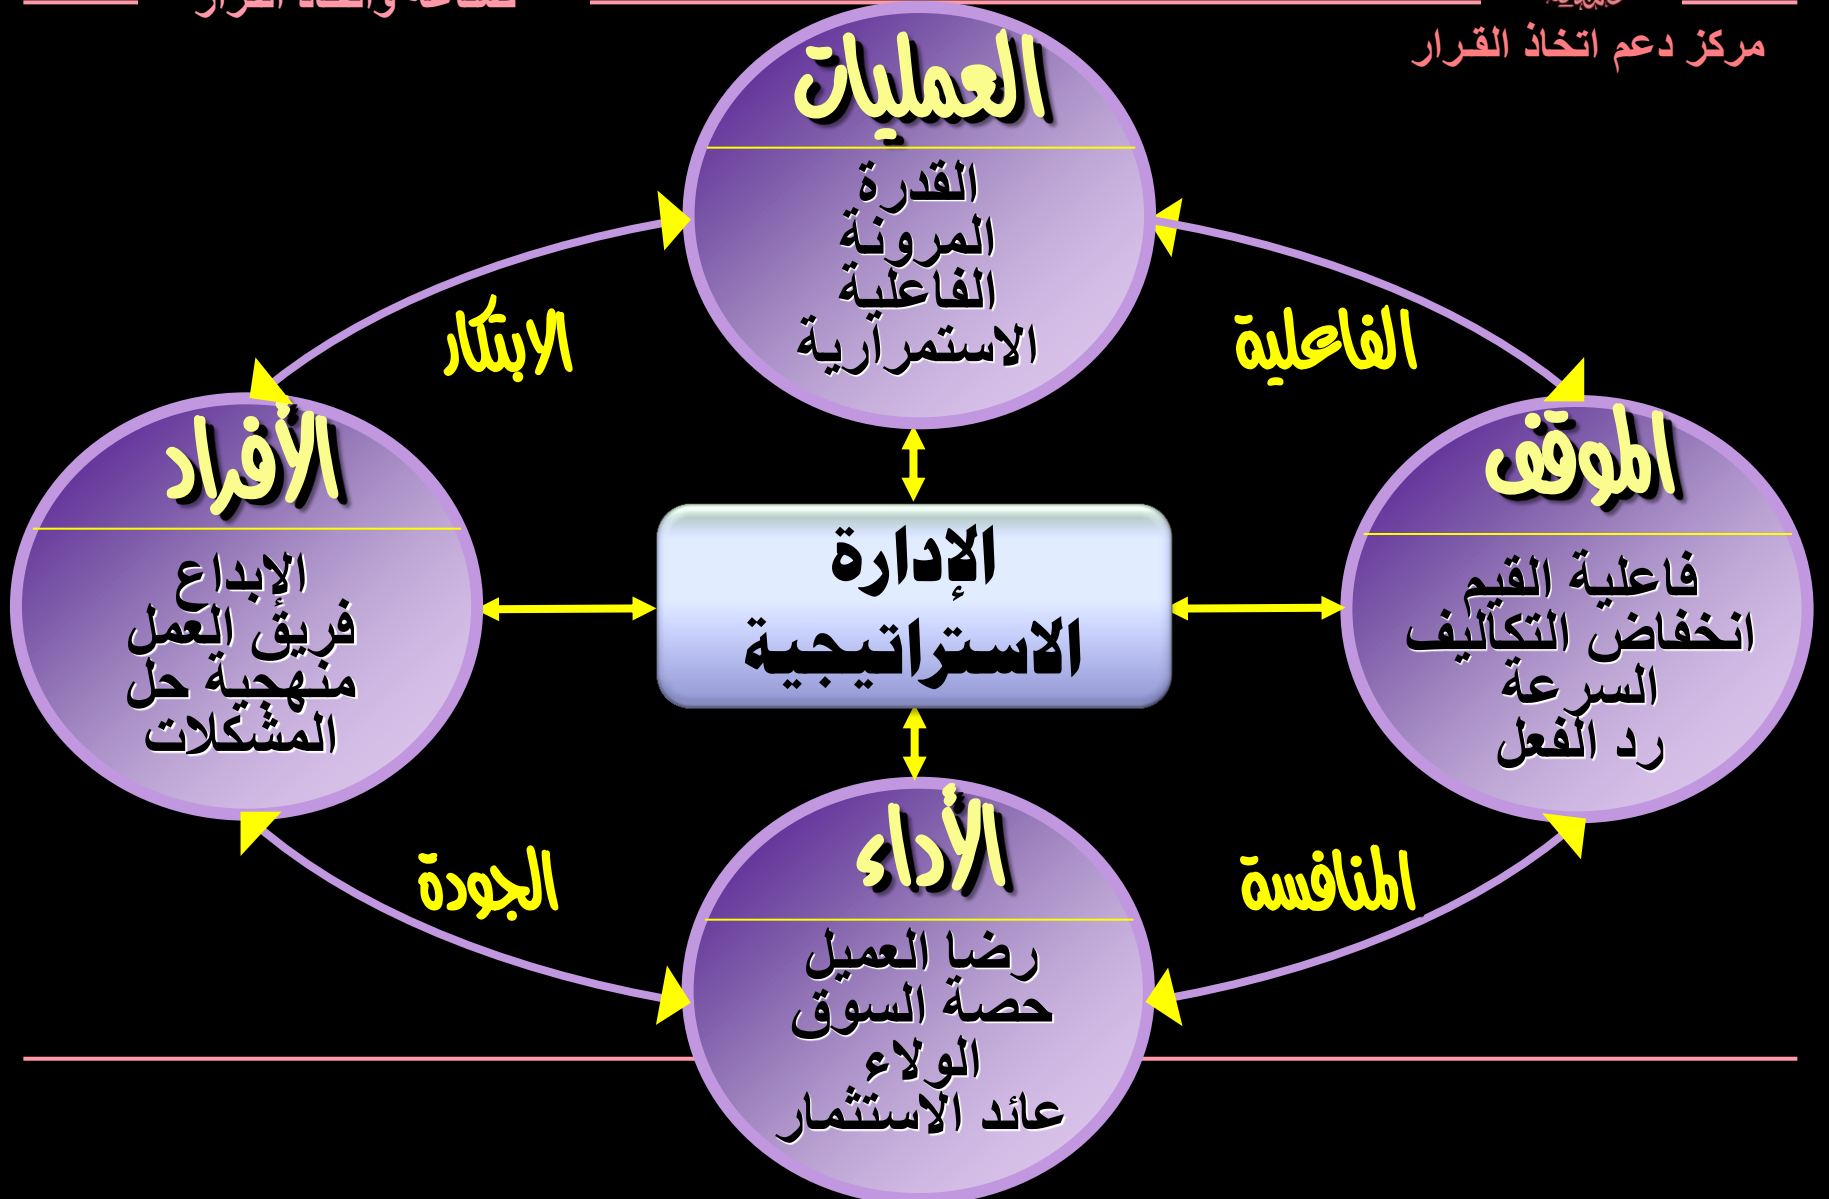 مركز دعم اتخاذ القرار
العمليات
القدرة
المرونة
الفاعلية
الاستمرارية
الابتكار
الفاعلية
الموقف
فاعلية القيم
انخفاض التكاليف
السرعة
رد الفعل
الإدارة
الاستراتيجية
الأفراد
الإبداع
فريق العمل
منهجية حل
المشكلات
المنافسة
الجودة
الأداء
رضا العميل
حصة السوق
الولاء
عائد الاستثمار